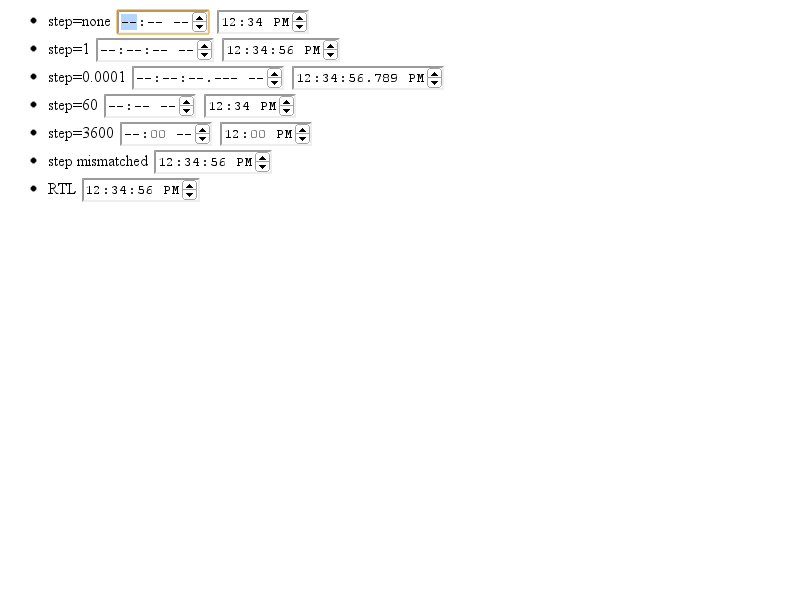 • step=none --:-- -- 12:34 PM
• step=1 --:--:-- -- 12:34:56 PM
• step=0.0001 --:--:--.--- -- 12:34:56.789 PM
• step=60 --:-- -- 12:34 PM
• step=3600 --:00 -- 12:00 PM
• step mismatched 12:34:56 PM
• RTL 12:34:56 PM